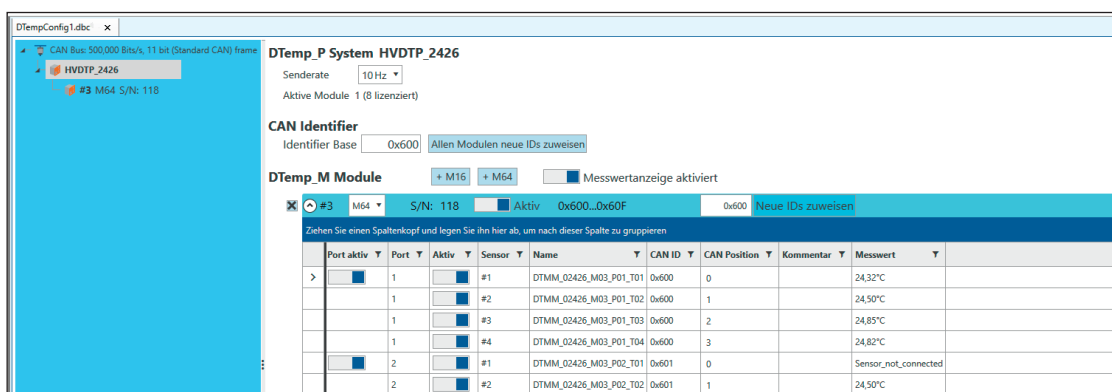 DTempConfig1.dbc x
CAN Bus: 500,000 Bits/s, 11 bit (Standard CAN) frame
HVDTP_2426
#3 M64 S/N: 118
DTemp_P System HVDTP_2426
Senderate 10 Hz
Aktive Module 1 (8 lizenziert)
CAN Identifier
Identifier Base 0x600 Allen Modulen neue IDs zuweisen
DTemp_M Module + M16 + M64 Messwertanzeige aktiviert
#3 M64 S/N: 118 Aktiv 0x600...0x60F 0x600 Neue IDs zuweisen
Ziehen Sie einen Spaltenkopf und legen Sie ihn hier ab, um nach dieser Spalte zu gruppieren
Port aktiv Port Aktiv Sensor Name CAN ID CAN Position Kommentar Messwert
1 #1 DTMM_02426_M03_P01_T01 0x600 0 24,32°C
1 #2 DTMM_02426_M03_P01_T02 0x600 1 24,50°C
1 #3 DTMM_02426_M03_P01_T03 0x600 2 24,85°C
1 #4 DTMM_02426_M03_P01_T04 0x600 3 24,82°C
2 #1 DTMM_02426_M03_P02_T01 0x601 0 Sensor_not_connected
2 #2 DTMM_02426_M03_P02_T02 0x601 1 24,50°C